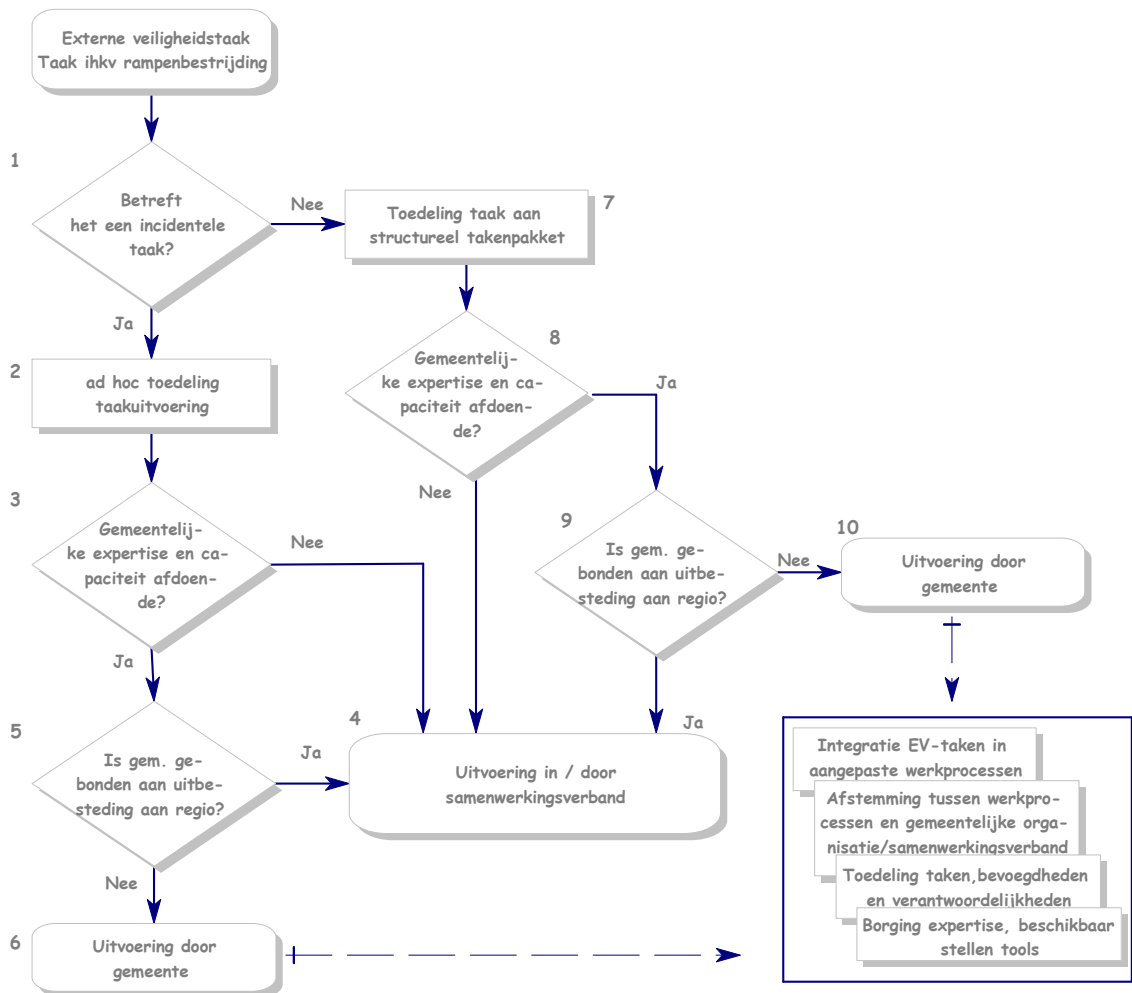 Externe veiligheidstaak
Taak ihkv rampenbestrijding
1
Betreft
het een incidentele
taak?
Nee
Toedeling taak aan
structureel takenpakket
7
Ja
2
ad hoc toedeling
taakuitvoering
8
Gemeentelij-
ke expertise en ca-
paciteit afdoen-
de?
Ja
Nee
3
Gemeentelij-
ke expertise en ca-
paciteit afdoen-
de?
Nee
Ja
9
Is gem. ge-
bonden aan uitbe-
steding aan regio?
Nee
10
Uitvoering door
gemeente
Ja
5
Is gem. ge-
bonden aan uitbe-
steding aan regio?
Ja
4
Uitvoering in / door
samenwerkingsverband
Nee
6
Uitvoering door
gemeente
Integratie EV-taken in
aangepaste werkprocessen
Afstemming tussen werkpro-
cessen en gemeentelijke orga-
nisatie/samenwerkingsverband
Toedeling taken,bevoegdheden
en verantwoordelijkheden
Borging expertise, beschikbaar
stellen tools